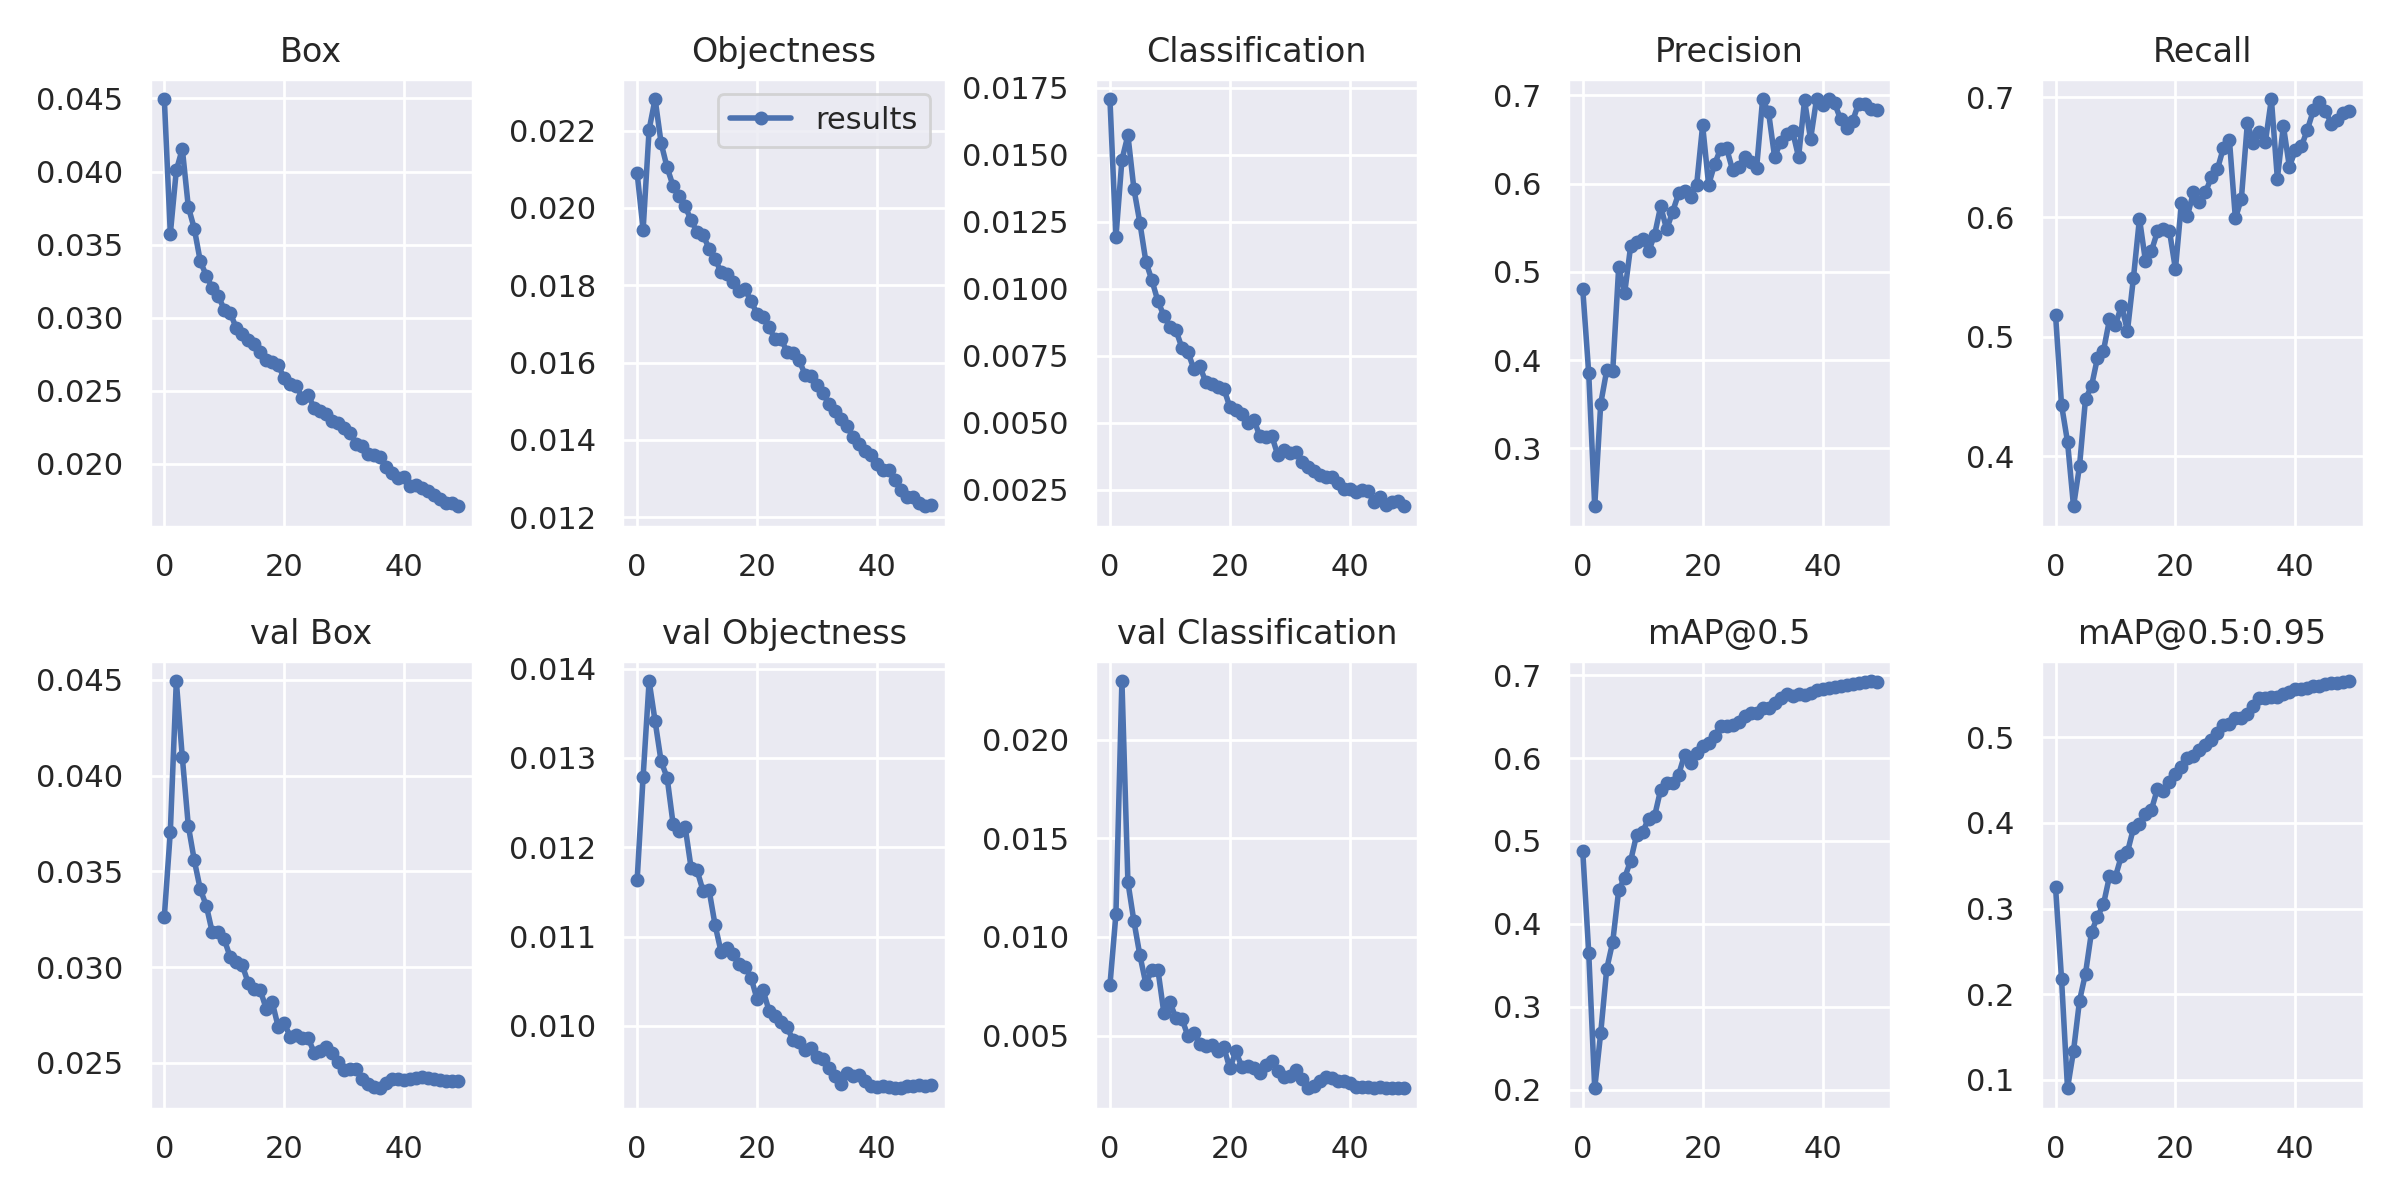 Box
0.045
0.040
0.035
0.030
0.025
0.020
0 20 40
Objectness
results
0.022
0.020
0.018
0.016
0.014
0.012
0 20 40
Classification
0.0175
0.0150
0.0125
0.0100
0.0075
0.0050
0.0025
0 20 40
Precision
0.7
0.6
0.5
0.4
0.3
0 20 40
Recall
0.7
0.6
0.5
0.4
0 20 40
val Box
0.045
0.040
0.035
0.030
0.025
0 20 40
val Objectness
0.014
0.013
0.012
0.011
0.010
0 20 40
val Classification
0.020
0.015
0.010
0.005
0 20 40
mAP@0.5
0.7
0.6
0.5
0.4
0.3
0.2
0 20 40
mAP@0.5:0.95
0.5
0.4
0.3
0.2
0.1
0 20 40